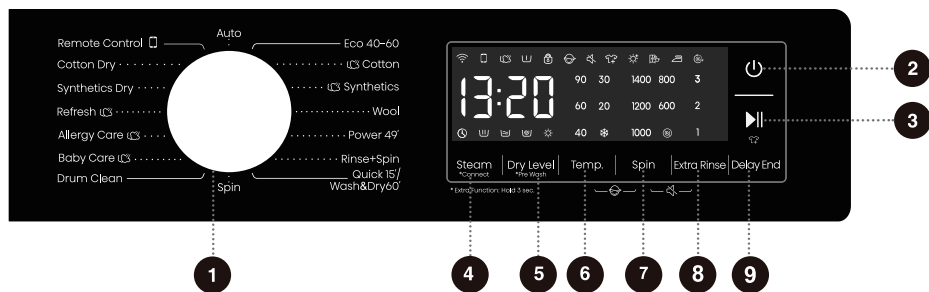 Auto
Remote Control
Cotton Dry
Synthetics Dry
Refresh
Allergy Care
Baby Care
Drum Clean
Spin
Eco 40-60
Cotton
Synthetics
Wool
Power 49'
Rinse+Spin
Quick 15'/
Wash&Dry60'
13:20
90 30 1400 800 3
60 20 1200 600 2
40 1000 1
Steam Dry Level Temp. Spin Extra Rinse Delay End
*Connect *Pre Wash
* Extra Function: Hold 3 sec.
1
2
3
4
5
6
7
8
9